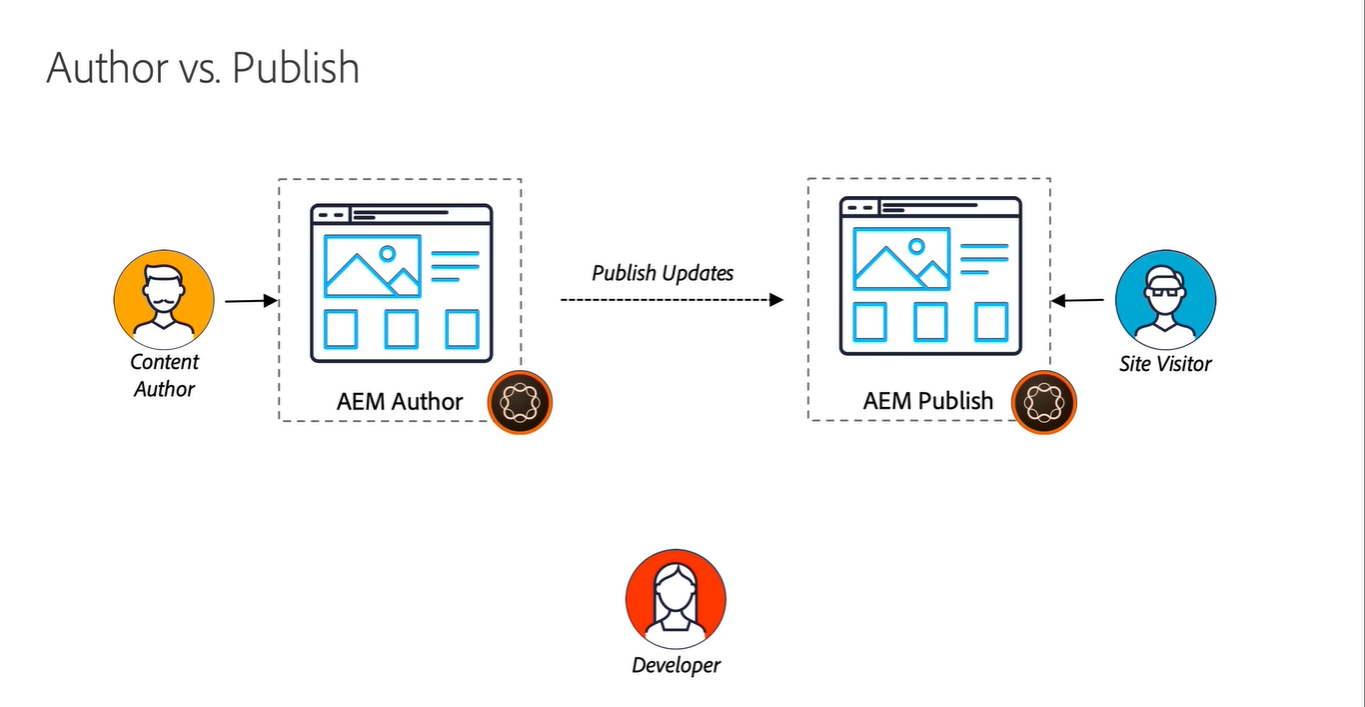 Author vs. Publish
Publish Updates
Content
Author
AEM Author
AEM Publish
Site Visitor
Developer